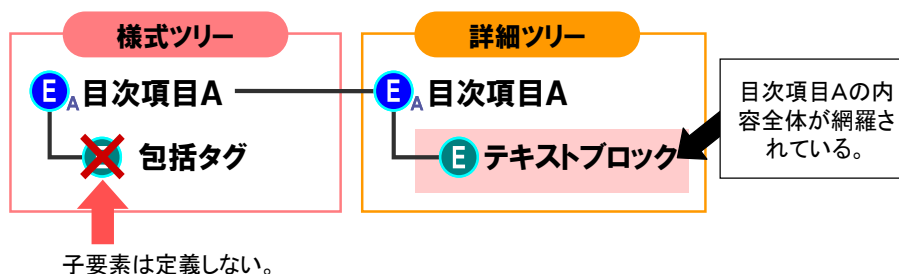 様式ツリー
詳細ツリー
E A 目次項目A
E A 目次項目A
包括タグ
E テキストブロック
目次項目Aの内
容全体が網羅さ
れている。
子要素は定義しない。